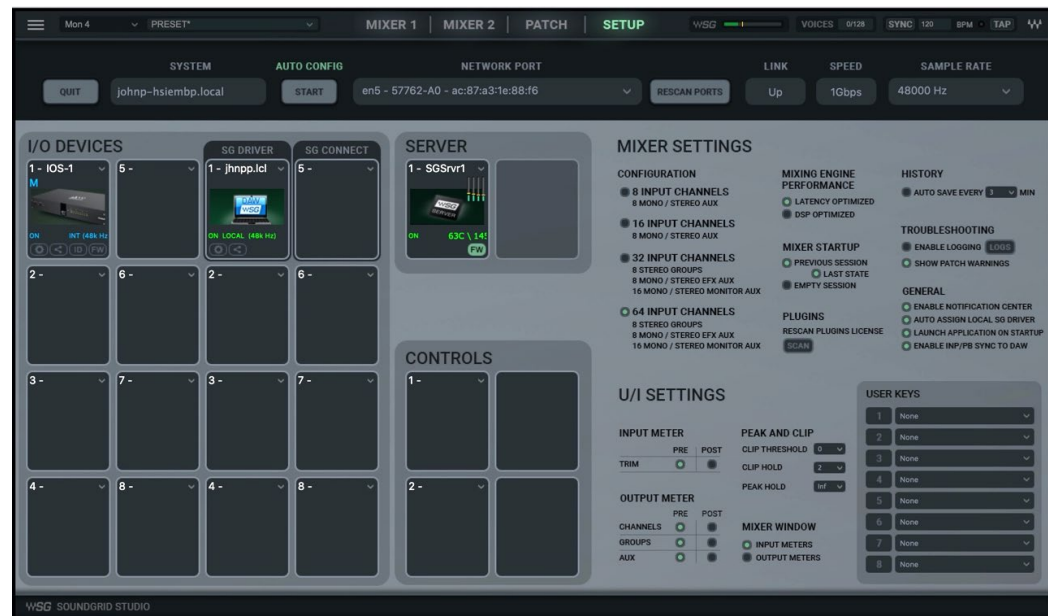 Mon 4 PRESET* MIXER 1 MIXER 2 PATCH SETUP WSG VOICES 0/128 SYNC 120 BPM TAP
SYSTEM AUTO CONFIG NETWORK PORT LINK SPEED SAMPLE RATE
QUIT johnp-hsiembp.local START en5 - 57762-A0 - ac:87:a3:1e:88:f6 RESCAN PORTS Up 1Gbps 48000 Hz
I/O DEVICES
SG DRIVER SG CONNECT
1 - IOS-1 5 - 1 - jhnpp.lcl 5 -
M
DAW
WSG
ON INT (48k Hz ON LOCAL (48k Hz)
ID FW
2 - 6 - 2 - 6 -
3 - 7 - 3 - 7 -
4 - 8 - 4 - 8 -
SERVER
1 - SGSrvr1
WSG
SERVER
ON 63C \ 145
FW
CONTROLS
1 -
2 -
MIXER SETTINGS
CONFIGURATION
8 INPUT CHANNELS
8 MONO / STEREO AUX
16 INPUT CHANNELS
8 MONO / STEREO AUX
32 INPUT CHANNELS
8 STEREO GROUPS
8 MONO / STEREO EFX AUX
16 MONO / STEREO MONITOR AUX
64 INPUT CHANNELS
8 STEREO GROUPS
8 MONO / STEREO EFX AUX
16 MONO / STEREO MONITOR AUX
MIXING ENGINE
PERFORMANCE
LATENCY OPTIMIZED
DSP OPTIMIZED
MIXER STARTUP
PREVIOUS SESSION
LAST STATE
EMPTY SESSION
PLUGINS
RESCAN PLUGINS LICENSE
SCAN
HISTORY
AUTO SAVE EVERY 3 MIN
TROUBLESHOOTING
ENABLE LOGGING LOGS
SHOW PATCH WARNINGS
GENERAL
ENABLE NOTIFICATION CENTER
AUTO ASSIGN LOCAL SG DRIVER
LAUNCH APPLICATION ON STARTUP
ENABLE INP/PB SYNC TO DAW
U/I SETTINGS
INPUT METER
PRE POST
TRIM
OUTPUT METER
PRE POST
CHANNELS
GROUPS
AUX
PEAK AND CLIP
CLIP THRESHOLD 0
CLIP HOLD 2
PEAK HOLD Inf
MIXER WINDOW
INPUT METERS
OUTPUT METERS
USER KEYS
1 None
2 None
3 None
4 None
5 None
6 None
7 None
8 None
WSG SOUNDGRID STUDIO